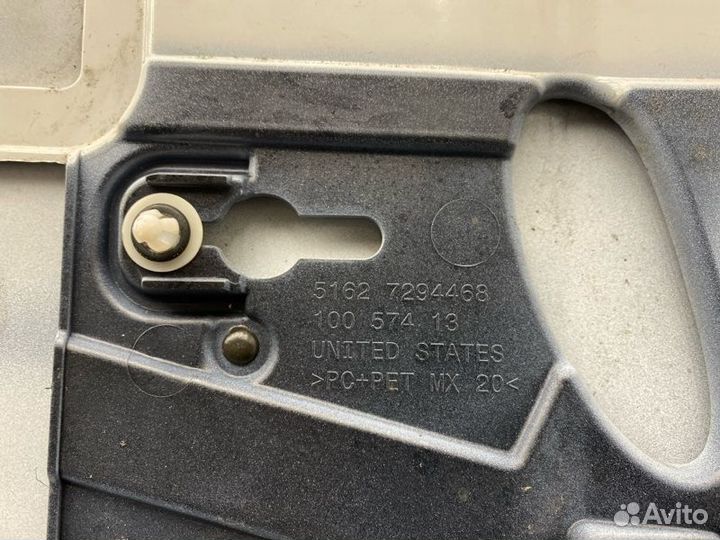 5162 7294468
100 574 13
UNITED STATES
>PC+PET MX 20<
Avito